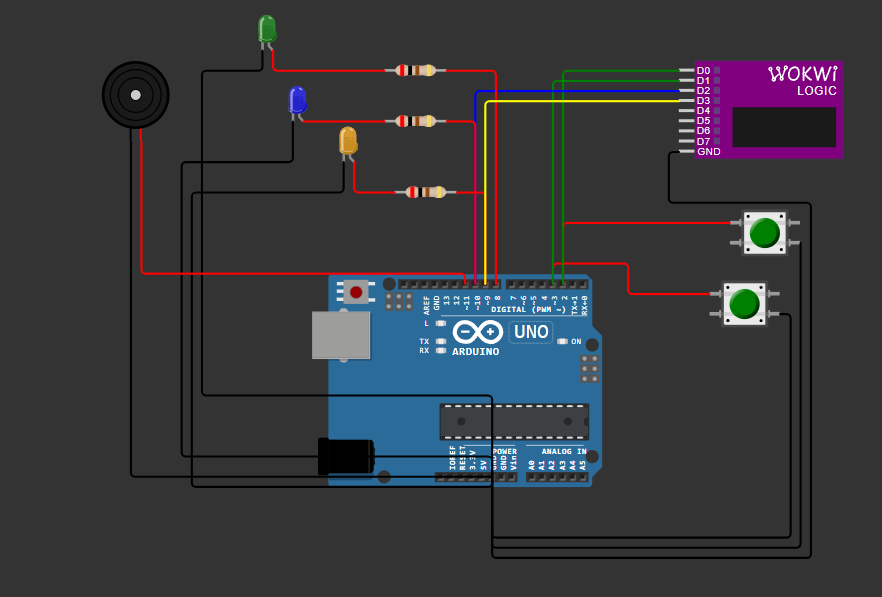 WOKWI
LOGIC
D0
D1
D2
D3
D4
D5
D6
D7
GND
AREF
GND
13
12
~11
~10
~9
8
7
~6
~5
4
~3
2
TX→1
RX←0
DIGITAL (PWM ~)
L
TX
RX
UNO
ARDUINO
ON
POWER
ANALOG IN
IOREF
RESET
3.3V
5V
GND
GND
Vin
A0
A1
A2
A3
A4
A5